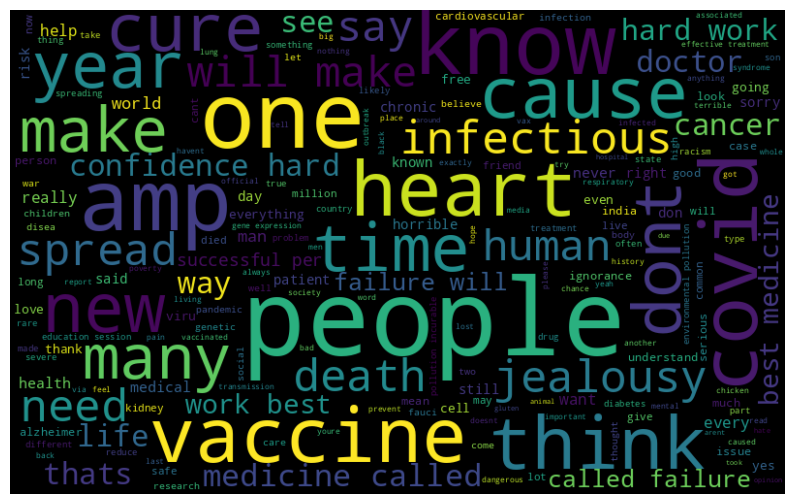 cardiovascular infection associated
now help take cure see say know hard work
thing year something big nothing effective treatment
risk lung let doctor son syndrome
spreading will make likely free cause anything
world cant chronic believe look going sorry terrible
make one outbreak place around vax infected cancer
tell black infectious hospital racism
havent exactly try state high case whole
person confidence hard known friend never right good got
war official true heart respiratory even
really amp day million country media india don will covid
children gene expression everything horrible treatment live type
disea died man problem men hope body due
spread successful per time human often history dont
long said way always patient failure will ignorance common
love report poverty well please chance yeah environmental pollution best medicine
rare new living society people drug serious
viru pandemic word
made education session vaccinated genetic lost another
thank pain social bad understand
severe via feel many death two jealousy chicken
health medical transmission still want much
need kidney work best mean fauci cell may diabetes mental part
prevent gluten animal give every read
alzheimer life care youre vaccine doesnt important think arent hate
different reduce come thought issue caused
back last safe dangerous lot yes took
thats research medicine called called failure opinion